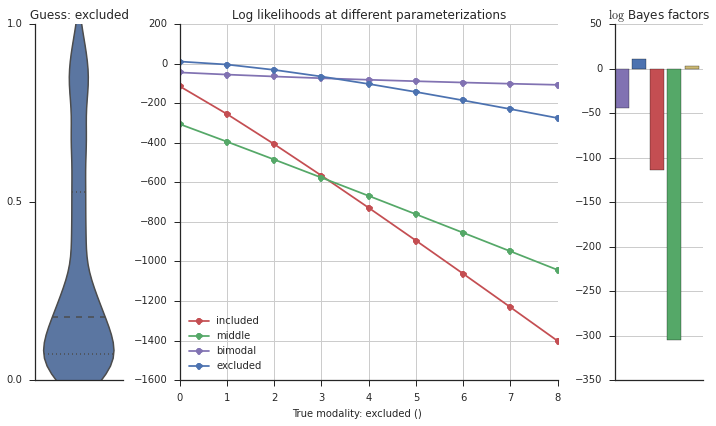 Guess: excluded
1.0
0.5
0.0
Log likelihoods at different parameterizations
200
0
−200
−400
−600
−800
−1000
−1200
−1400
−1600
included
middle
bimodal
excluded
0 1 2 3 4 5 6 7 8
True modality: excluded ()
log Bayes factors
50
0
−50
−100
−150
−200
−250
−300
−350